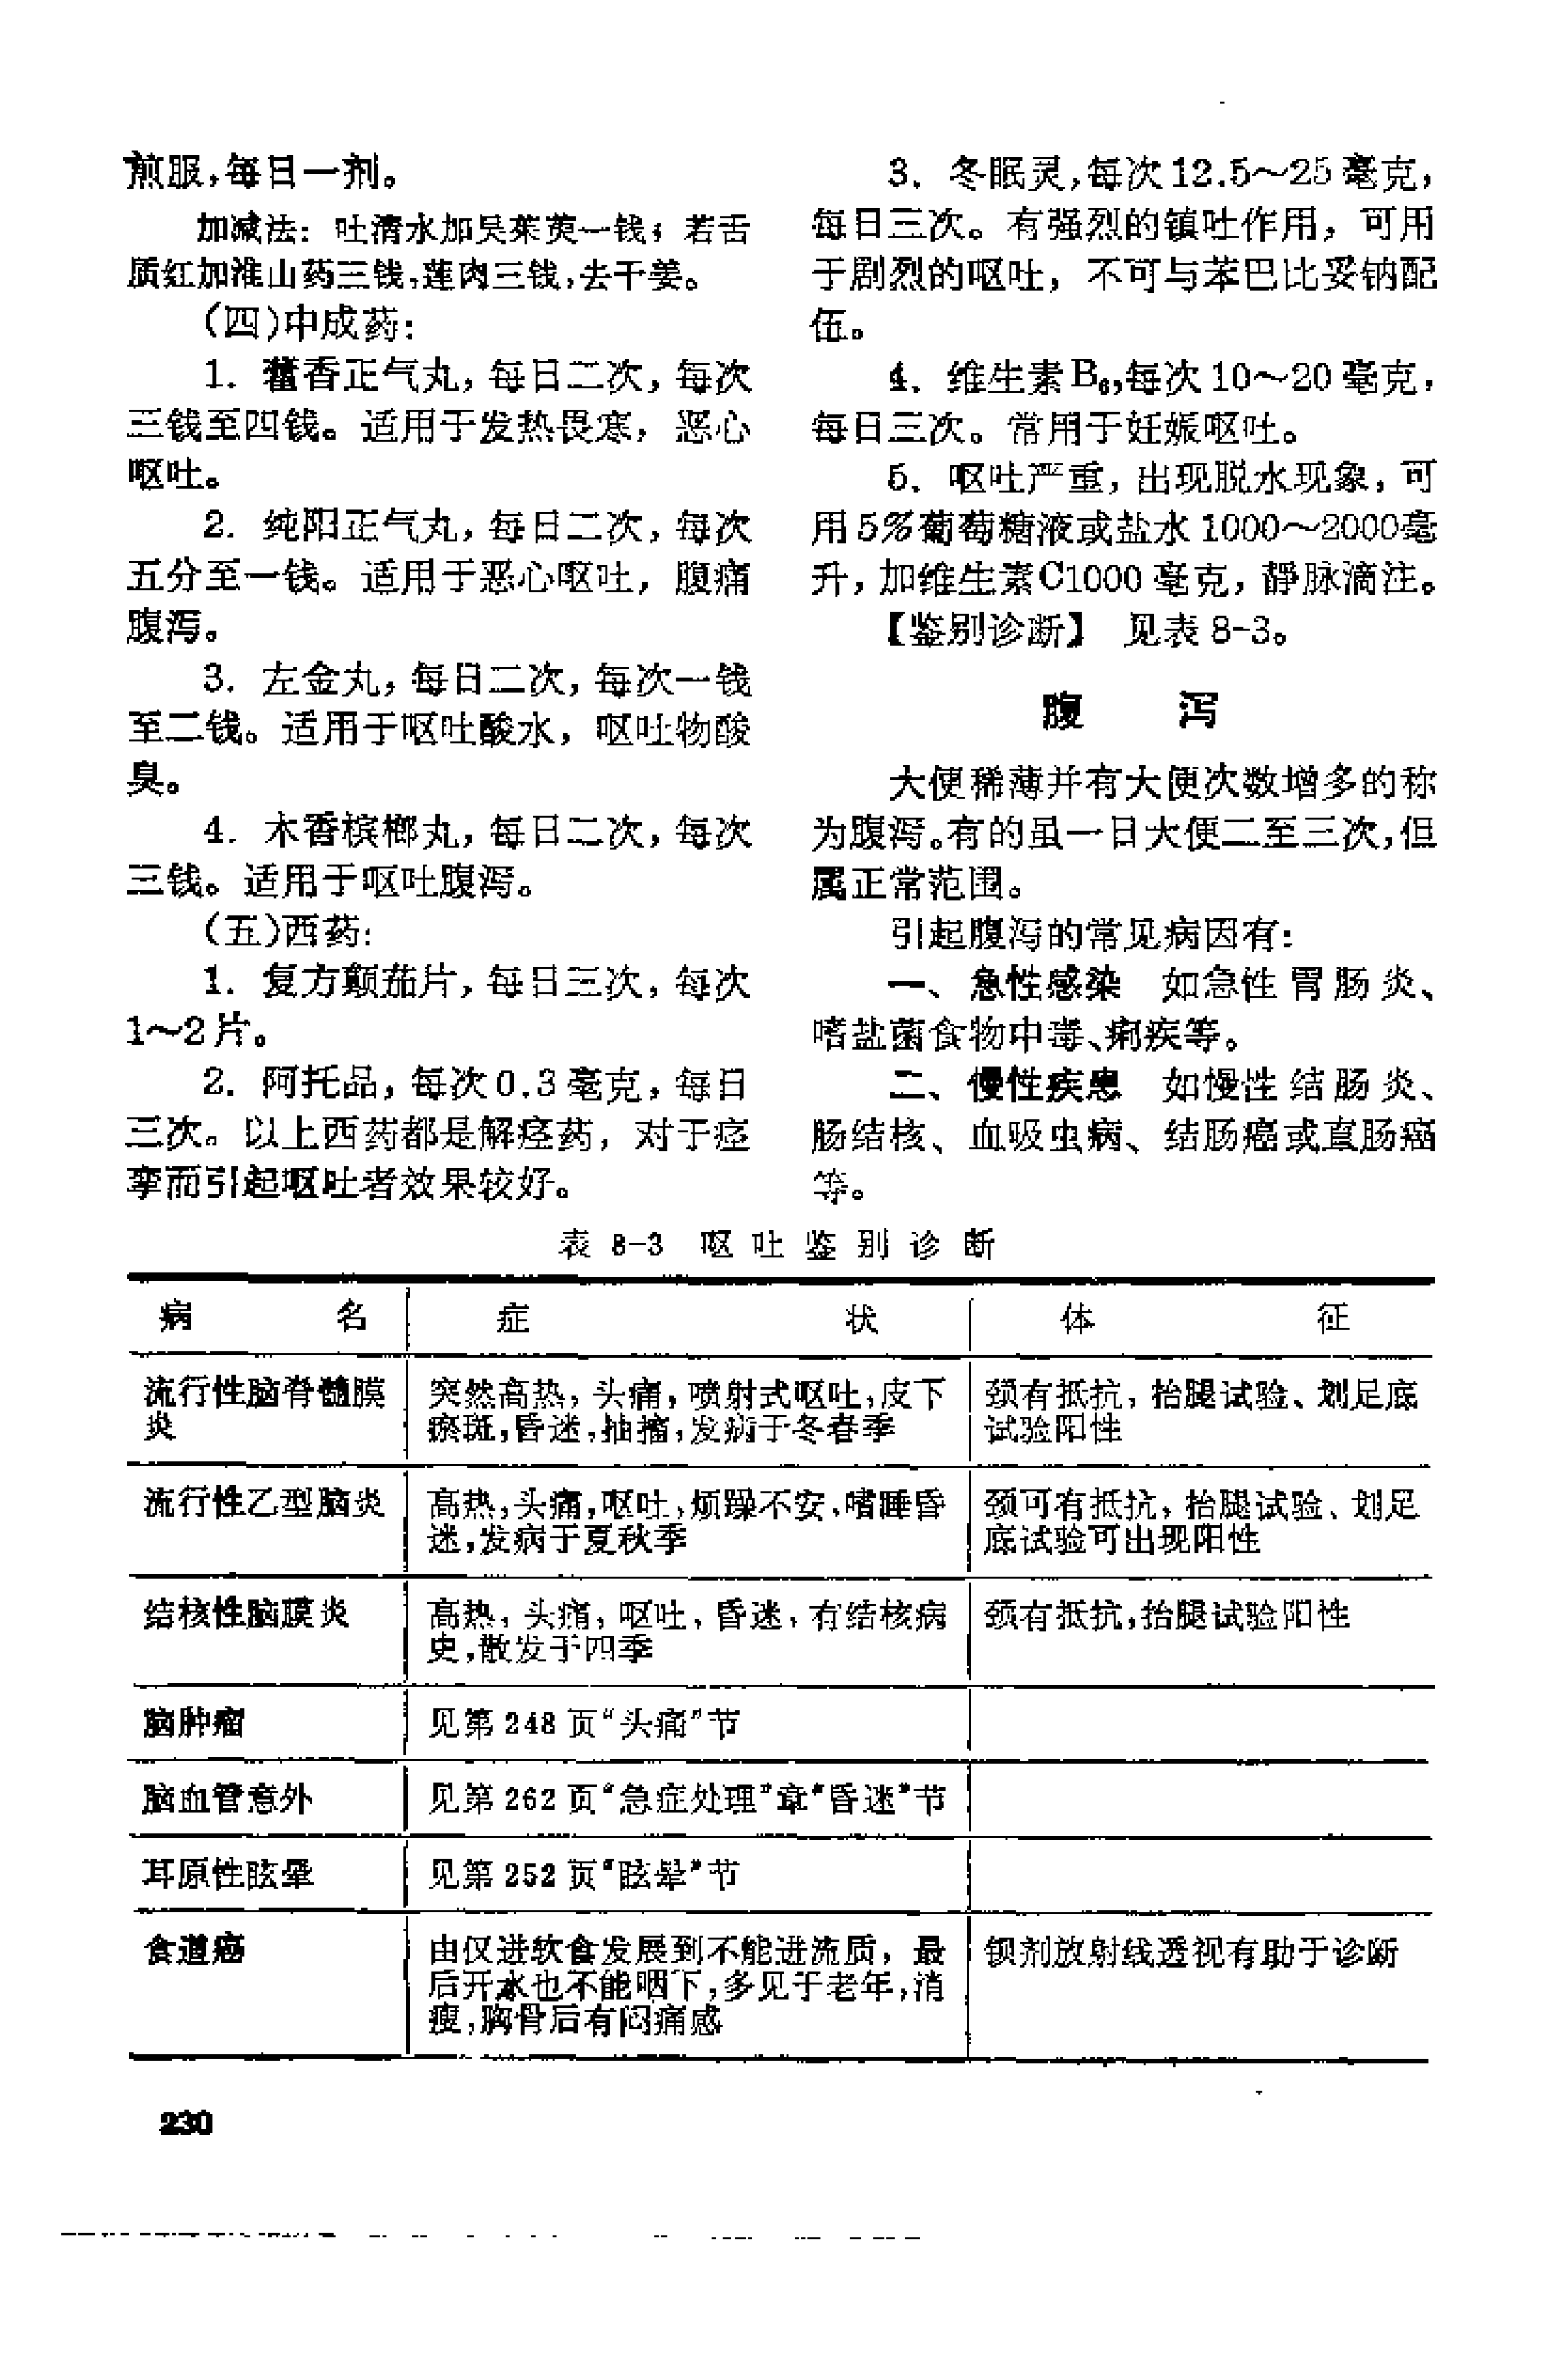 煎服，每日一剂。
加减法：吐清水加吴茱萸一钱；若舌
质红加淮山药三钱，莲肉三钱，去干姜。
（四）中成药：
1. 藿香正气丸，每日二次，每次
三钱至四钱。适用于发热畏寒，恶心
呕吐。
2. 纯阳正气丸，每日二次，每次
五分至一钱。适用于恶心呕吐，腹痛
腹泻。
3. 左金丸，每日二次，每次一钱
至二钱。适用于呕吐酸水，呕吐物酸
臭。
4. 木香槟榔丸，每日二次，每次
三钱。适用于呕吐腹泻。
（五）西药：
1. 复方颠茄片，每日三次，每次
1～2片。
2. 阿托品，每次0.3毫克，每日
三次。以上西药都是解痉药，对于痉
挛而引起呕吐者效果较好。
3. 冬眠灵，每次12.5～25毫克，
每日三次。有强烈的镇吐作用，可用
于剧烈的呕吐，不可与苯巴比妥钠配
伍。
4. 维生素B₆，每次10～20毫克，
每日三次。常用于妊娠呕吐。
5. 呕吐严重，出现脱水现象，可
用5%葡萄糖液或盐水1000～2000毫
升，加维生素C1000毫克，静脉滴注。
【鉴别诊断】 见表8-3。
腹 泻
大便稀薄并有大便次数增多的称
为腹泻。有的虽一日大便二至三次，但
属正常范围。
引起腹泻的常见病因有：
一、急性感染 如急性胃肠炎、
嗜盐菌食物中毒、痢疾等。
二、慢性疾患 如慢性结肠炎、
肠结核、血吸虫病、结肠癌或直肠癌
等。
表 8-3 呕吐鉴别诊断
病名 症状 体征
流行性脑脊髓膜 突然高热，头痛，喷射式呕吐，皮下 颈有抵抗，抬腿试验、划足底
炎 瘀斑，昏迷，抽搐，发病于冬春季 试验阳性
流行性乙型脑炎 高热，头痛，呕吐，烦躁不安，嗜睡昏 颈可有抵抗，抬腿试验、划足
迷，发病于夏秋季 底试验可出现阳性
结核性脑膜炎 高热，头痛，呕吐，昏迷，有结核病 颈有抵抗，抬腿试验阳性
史，散发于四季
脑肿瘤 见第248页“头痛”节
脑血管意外 见第262页“急症处理”章“昏迷”节
耳原性眩晕 见第252页“眩晕”节
食道癌 由仅进软食发展到不能进流质，最 钡剂放射线透视有助于诊断
后开水也不能咽下，多见于老年，消
瘦，胸骨后有闷痛感
230